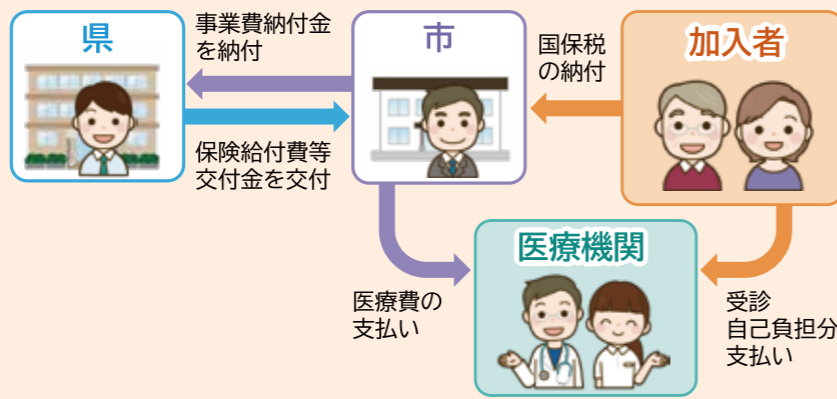 県
事業費納付金
を納付
保険給付費等
交付金を交付
市
国保税
の納付
加入者
医療費の
支払い
医療機関
受診
自己負担分
支払い